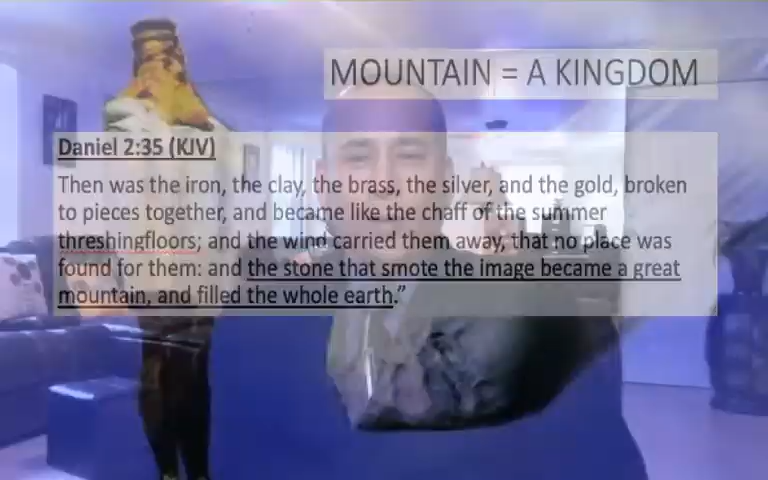 MOUNTAIN = A KINGDOM
Daniel 2:35 (KJV)
Then was the iron, the clay, the brass, the silver, and the gold, broken
to pieces together, and became like the chaff of the summer
threshingfloors; and the wind carried them away, that no place was
found for them: and the stone that smote the image became a great
mountain, and filled the whole earth.”